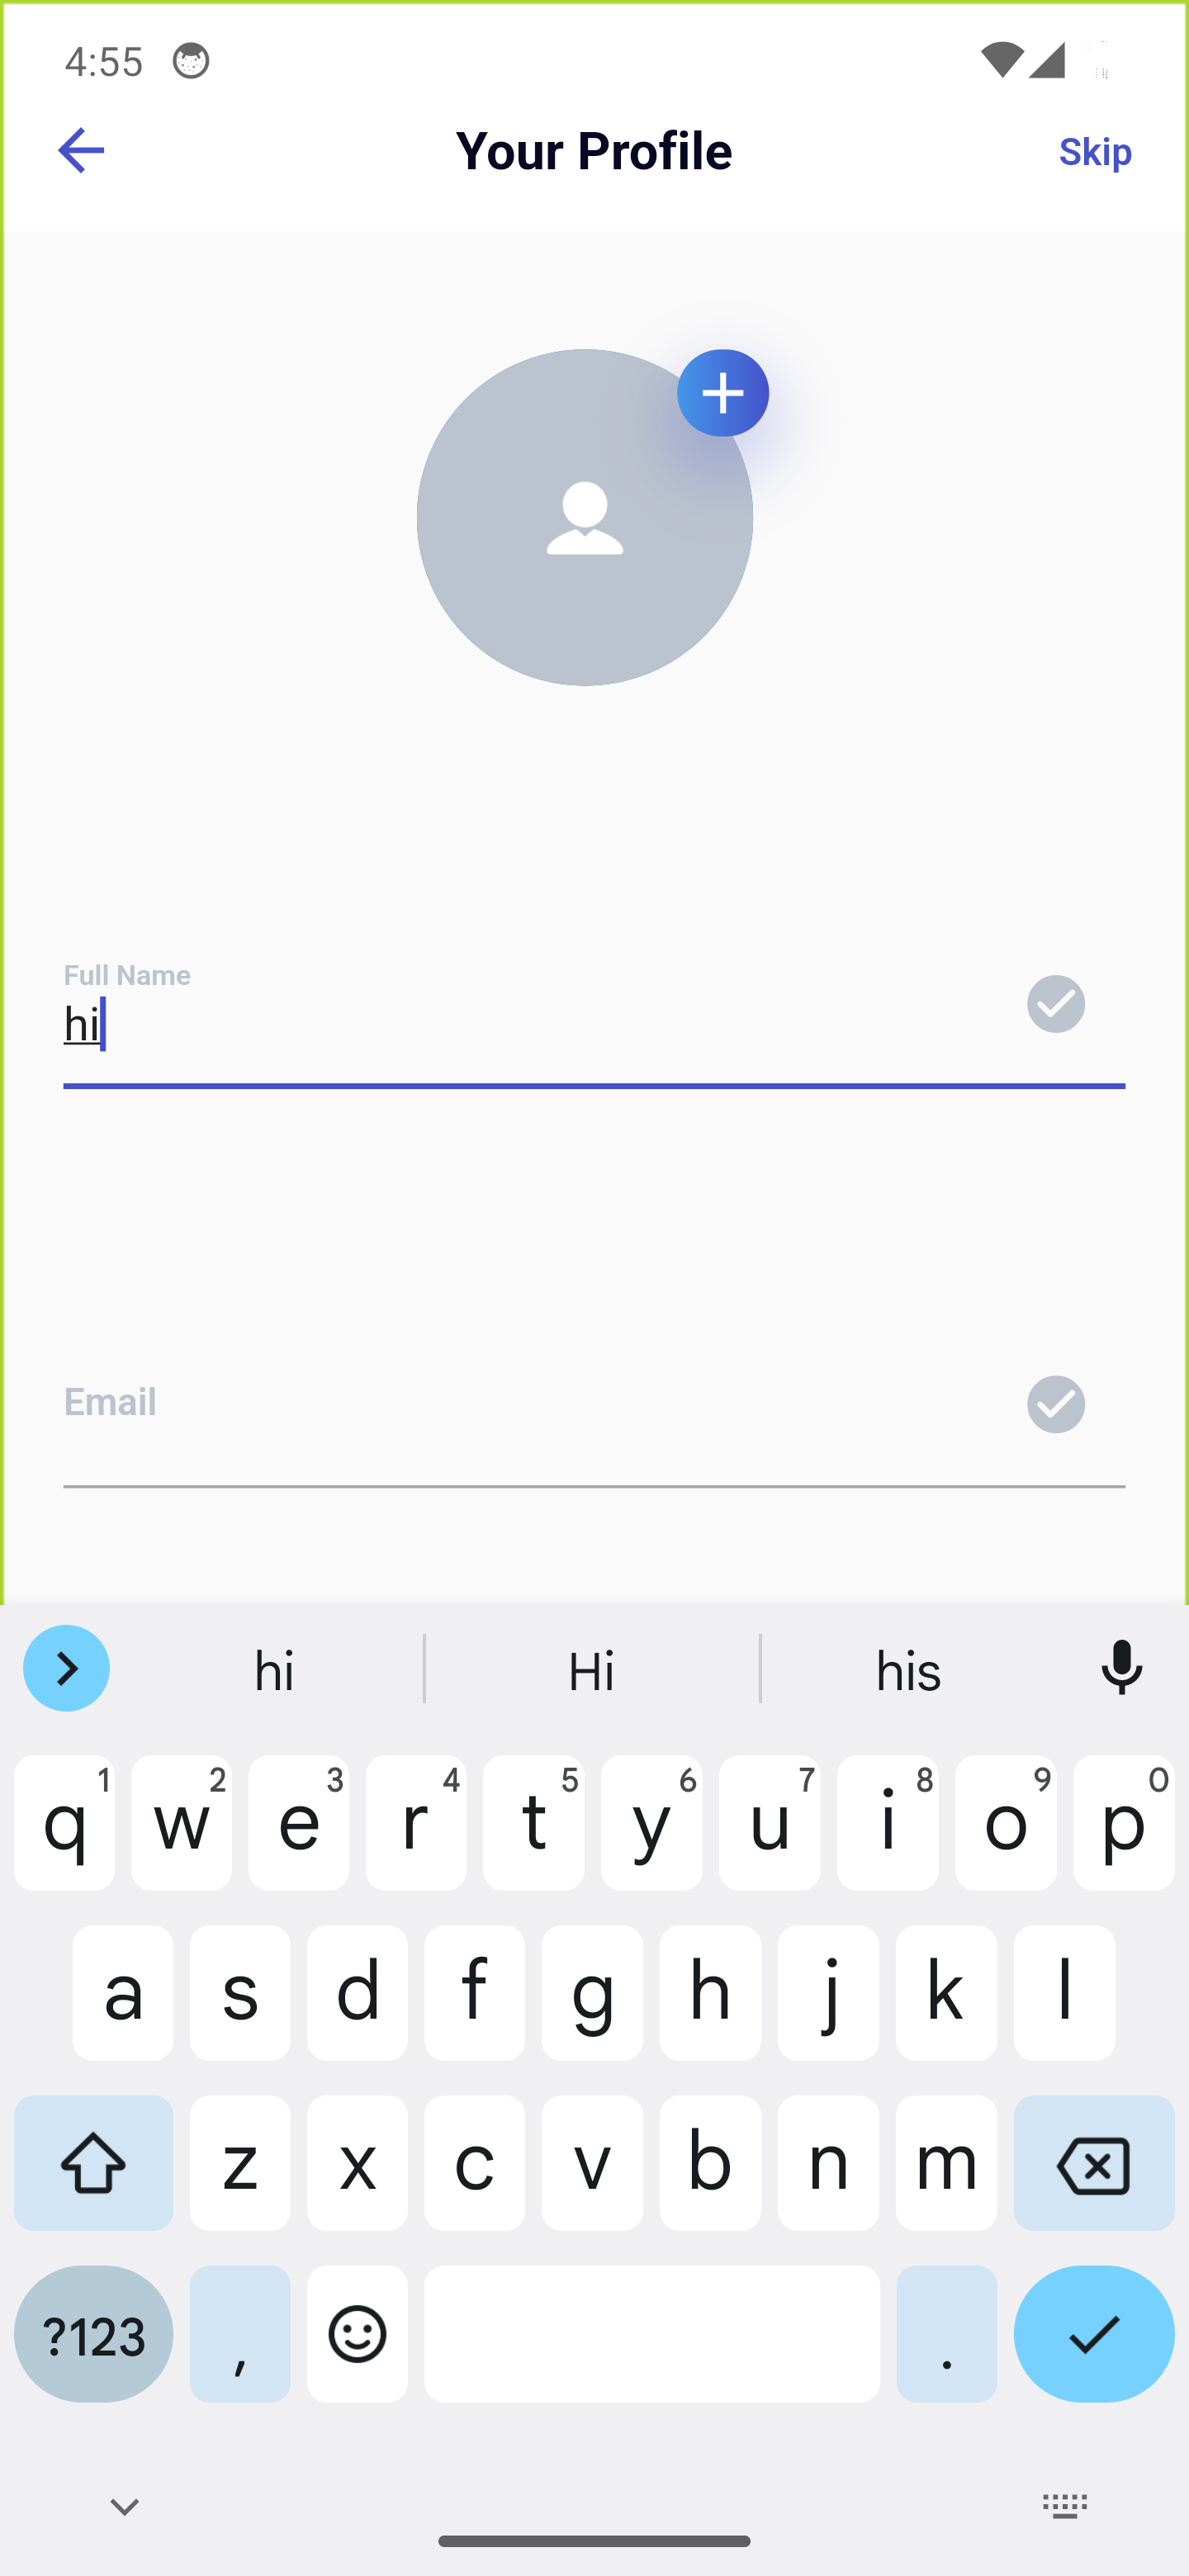 4:55
Your Profile
Skip
Full Name
hi
Email
hi Hi his
1 2 3 4 5 6 7 8 9 0
q w e r t y u i o p
a s d f g h j k l
z x c v b n m
?123 , .